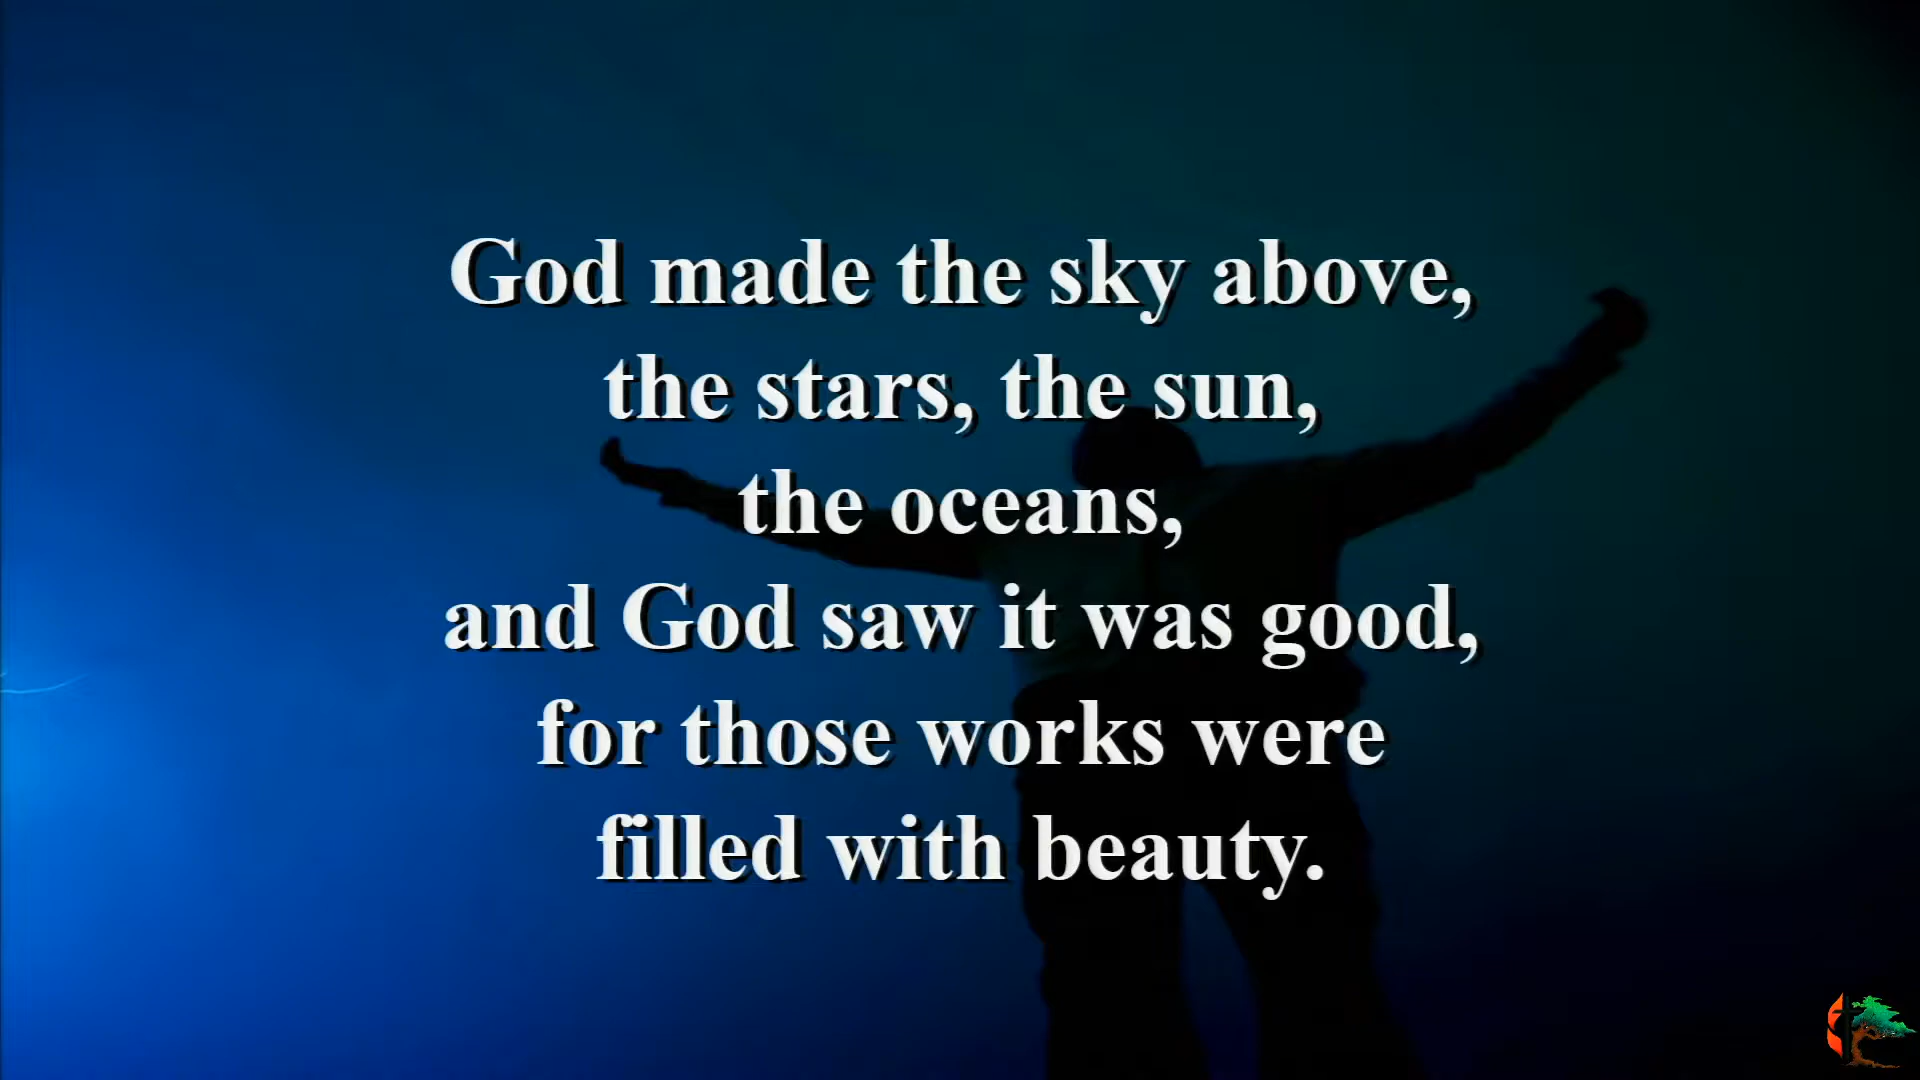 God made the sky above,
the stars, the sun,
the oceans,
and God saw it was good,
for those works were
filled with beauty.